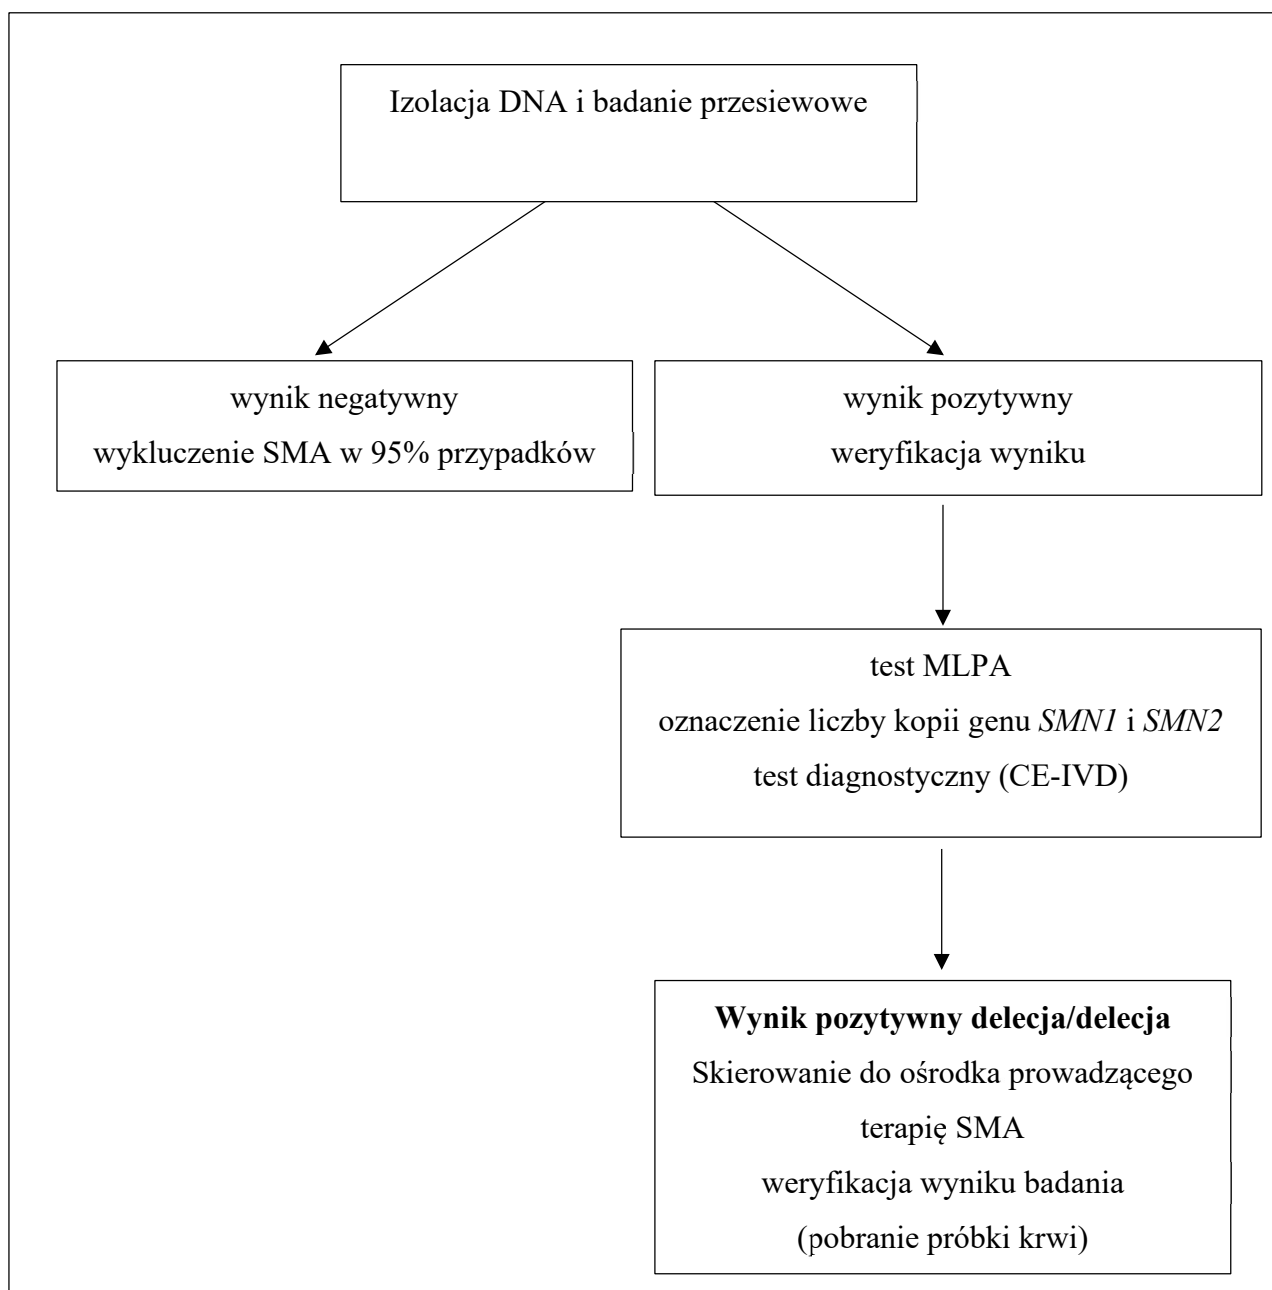 Izolacja DNA i badanie przesiewowe
wynik negatywny
wykluczenie SMA w 95% przypadków
wynik pozytywny
weryfikacja wyniku
test MLPA
oznaczenie liczby kopii genu SMN1 i SMN2
test diagnostyczny (CE-IVD)
Wynik pozytywny delecja/delecja
Skierowanie do ośrodka prowadzącego
terapię SMA
weryfikacja wyniku badania
(pobranie próbki krwi)